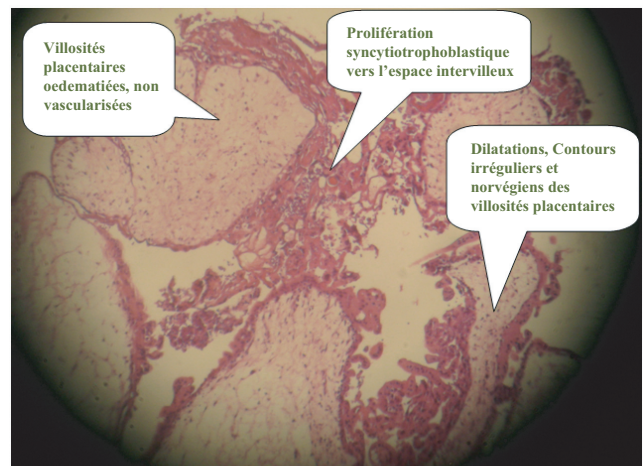 Villosités
placentaires
oedematiées, non
vascularisées
Prolifération
syncytiotrophoblastique
vers l’espace intervilleux
Dilatations, Contours
irréguliers et
norvégiens des
villosités placentaires